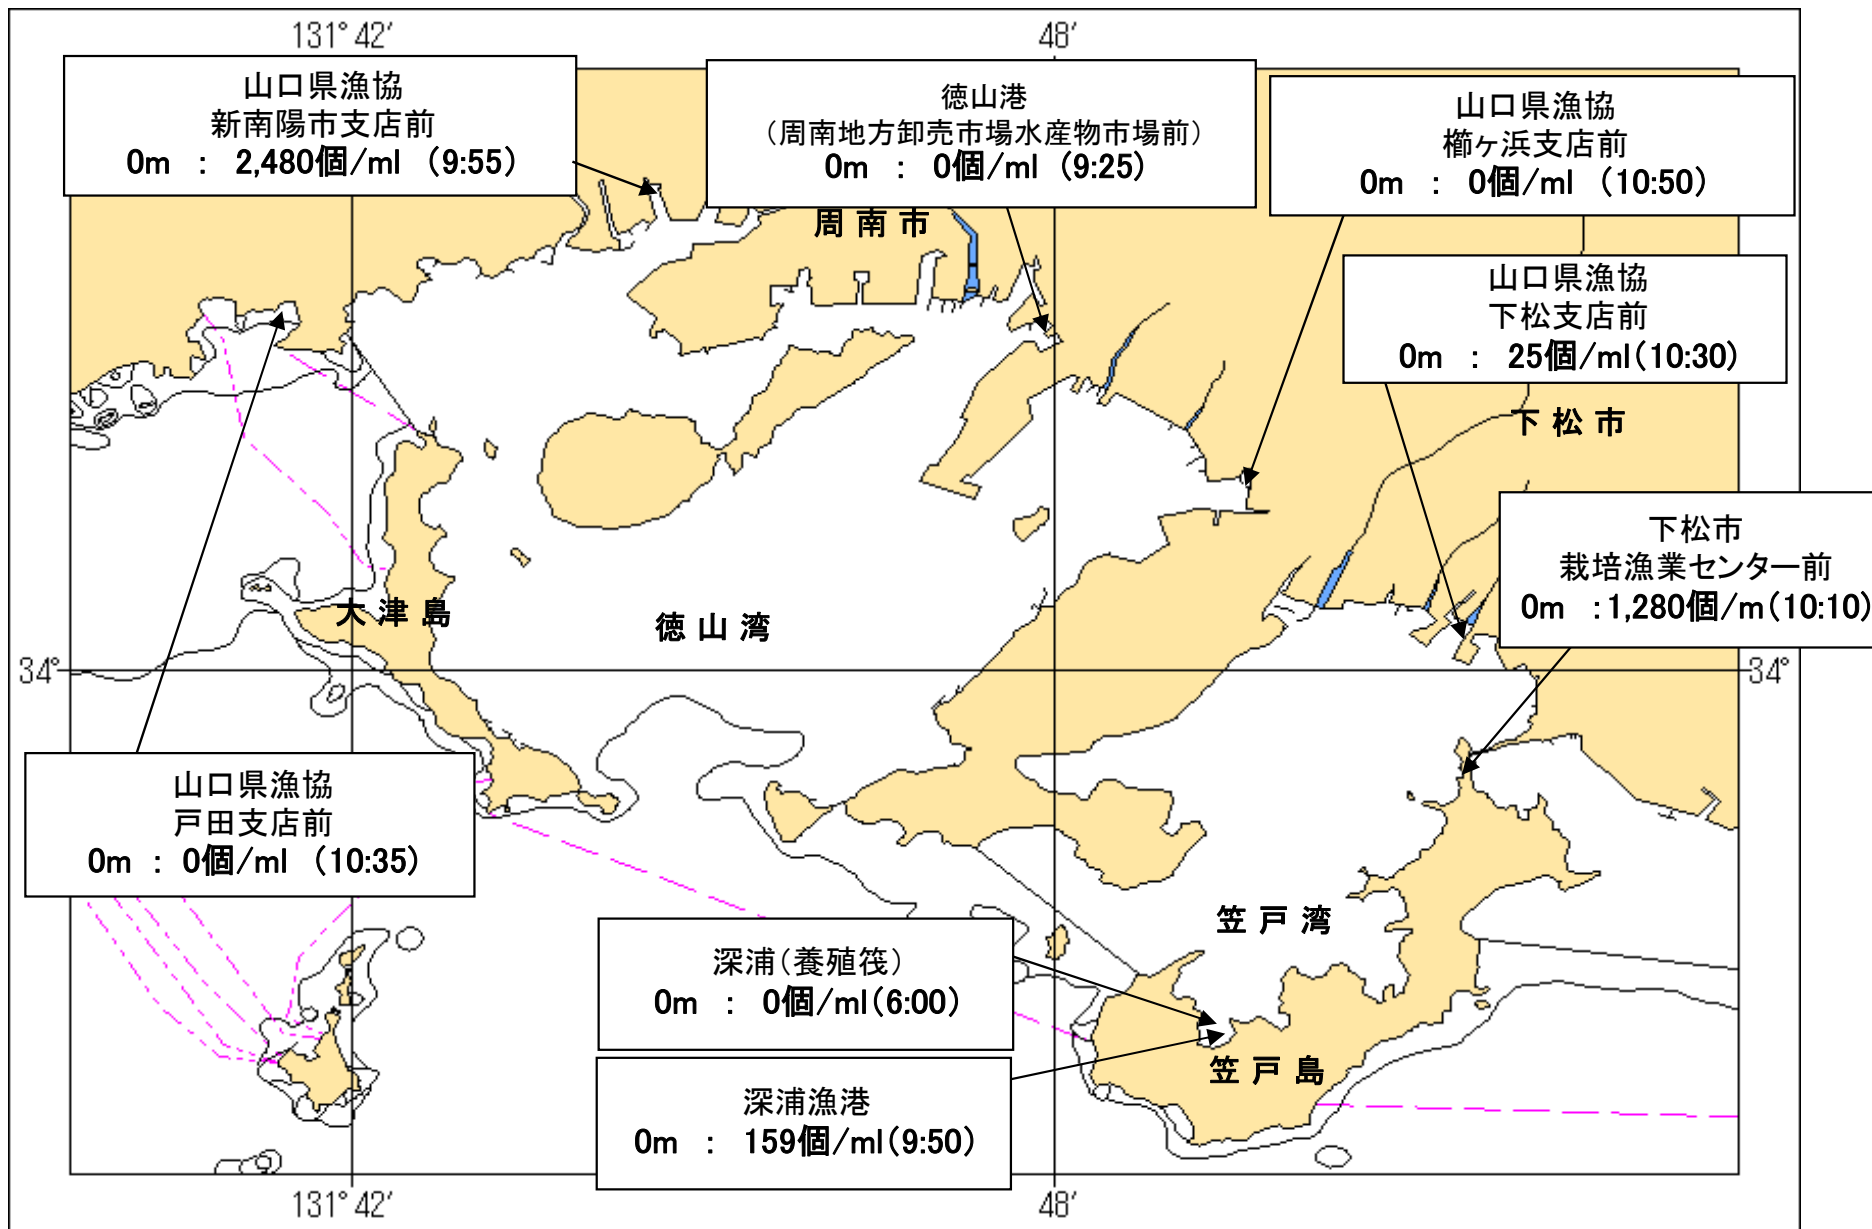 131°42′
48′
山口県漁協
新南陽市支店前
0m : 2,480個/ml (9:55)
徳山港
(周南地方卸売市場水産物市場前)
0m : 0個/ml (9:25)
山口県漁協
櫛ヶ浜支店前
0m : 0個/ml (10:50)
周南市
山口県漁協
下松支店前
0m : 25個/ml(10:30)
下松市
下松市
栽培漁業センター前
0m :1,280個/m(10:10)
大津島
徳山湾
34°
34°
山口県漁協
戸田支店前
0m : 0個/ml (10:35)
笠戸湾
深浦(養殖筏)
0m : 0個/ml(6:00)
笠戸島
深浦漁港
0m : 159個/ml(9:50)
131°42′
48′